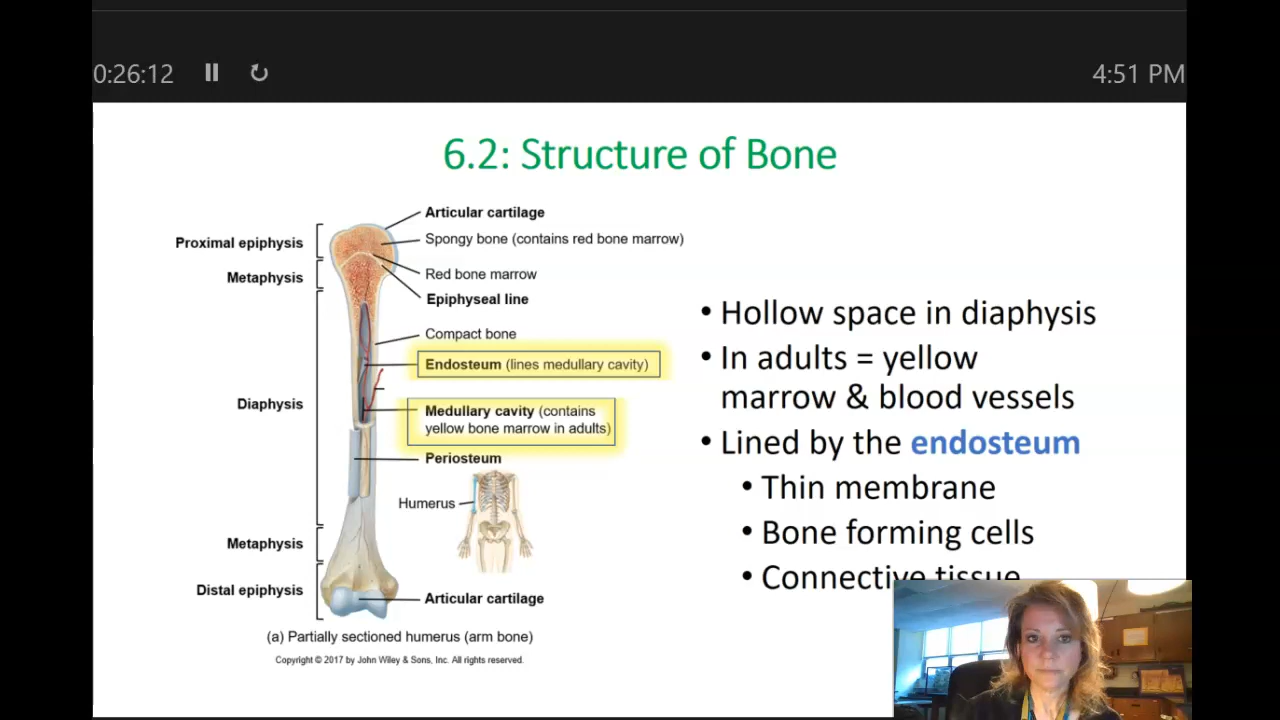 0:26:12
4:51 PM
6.2: Structure of Bone
Articular cartilage
Proximal epiphysis
Spongy bone (contains red bone marrow)
Metaphysis
Red bone marrow
Epiphyseal line
Compact bone
Endosteum (lines medullary cavity)
Diaphysis
Medullary cavity (contains
yellow bone marrow in adults)
Periosteum
Humerus
Metaphysis
Distal epiphysis
Articular cartilage
(a) Partially sectioned humerus (arm bone)
Copyright © 2017 by John Wiley & Sons, Inc. All rights reserved.
• Hollow space in diaphysis
• In adults = yellow
marrow & blood vessels
• Lined by the endosteum
• Thin membrane
• Bone forming cells
• Connective tissue